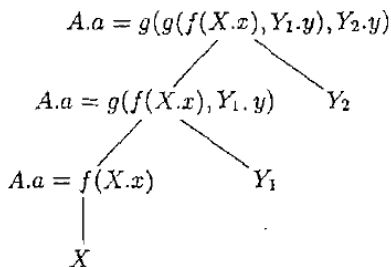 A.a = g(g(f(X.x), Y₁.y), Y₂.y)
A.a = g(f(X.x), Y₁.y) Y₂
A.a = f(X.x) Y₁
X